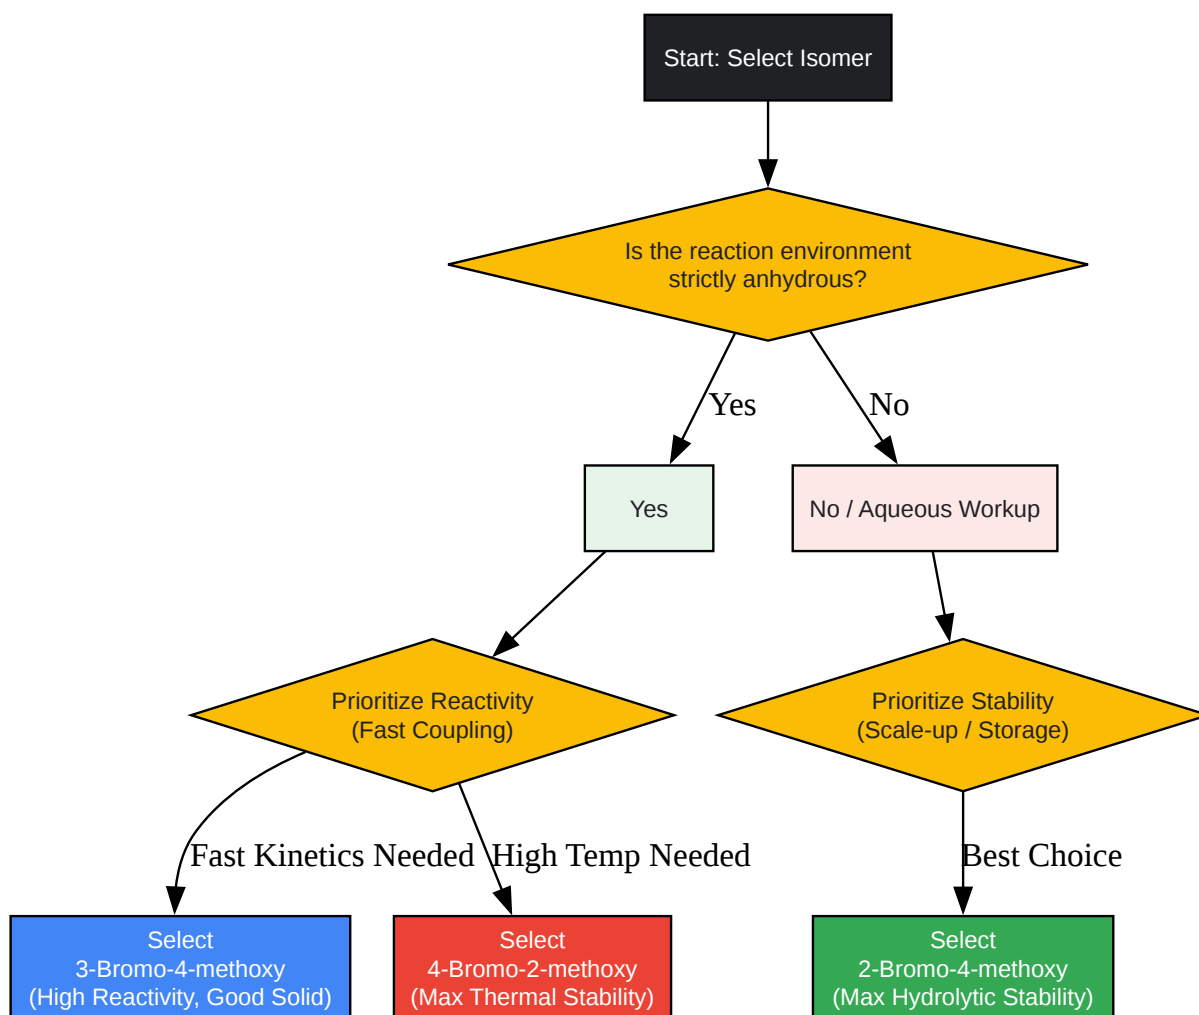 Start: Select Isomer
Is the reaction environment
strictly anhydrous?
Yes
No
Yes
No / Aqueous Workup
Prioritize Reactivity
(Fast Coupling)
Prioritize Stability
(Scale-up / Storage)
Fast Kinetics Needed
High Temp Needed
Best Choice
Select
3-Bromo-4-methoxy
(High Reactivity, Good Solid)
Select
4-Bromo-2-methoxy
(Max Thermal Stability)
Select
2-Bromo-4-methoxy
(Max Hydrolytic Stability)